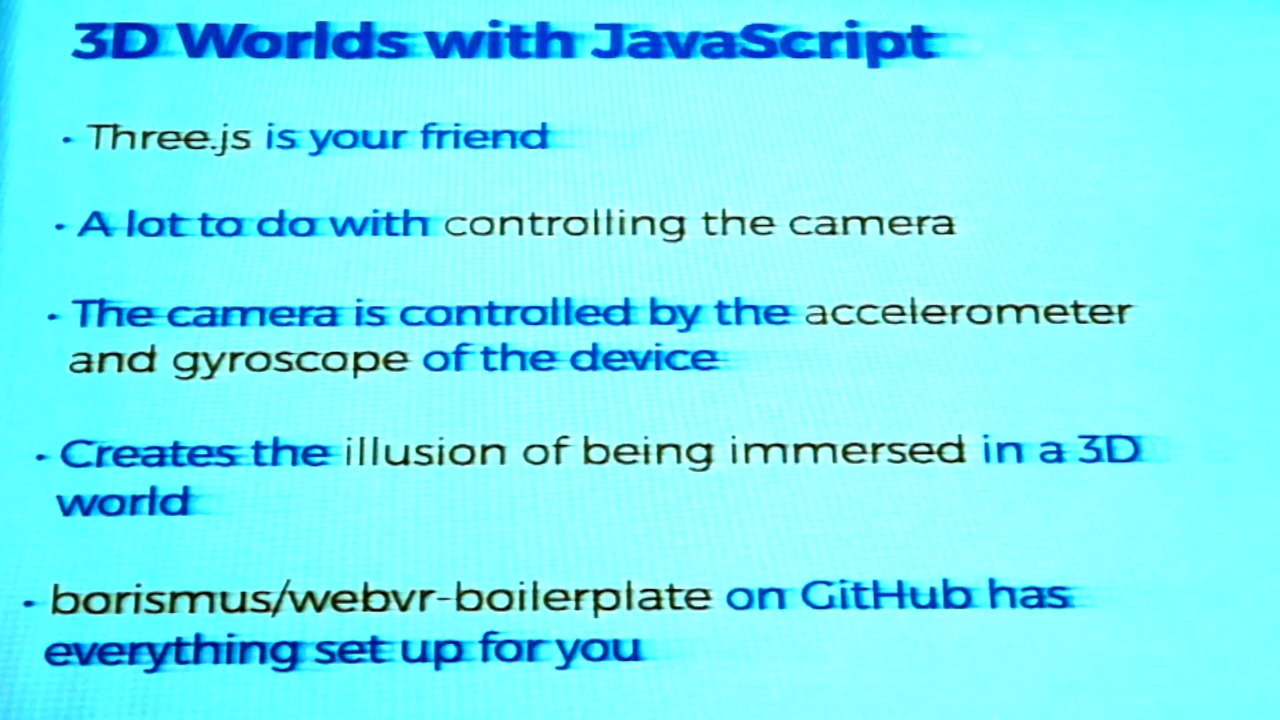 3D Worlds with JavaScript
· Three.js is your friend
· A lot to do with controlling the camera
· The camera is controlled by the accelerometer
and gyroscope of the device
· Creates the illusion of being immersed in a 3D
world
· borismus/webvr-boilerplate on GitHub has
everything set up for you